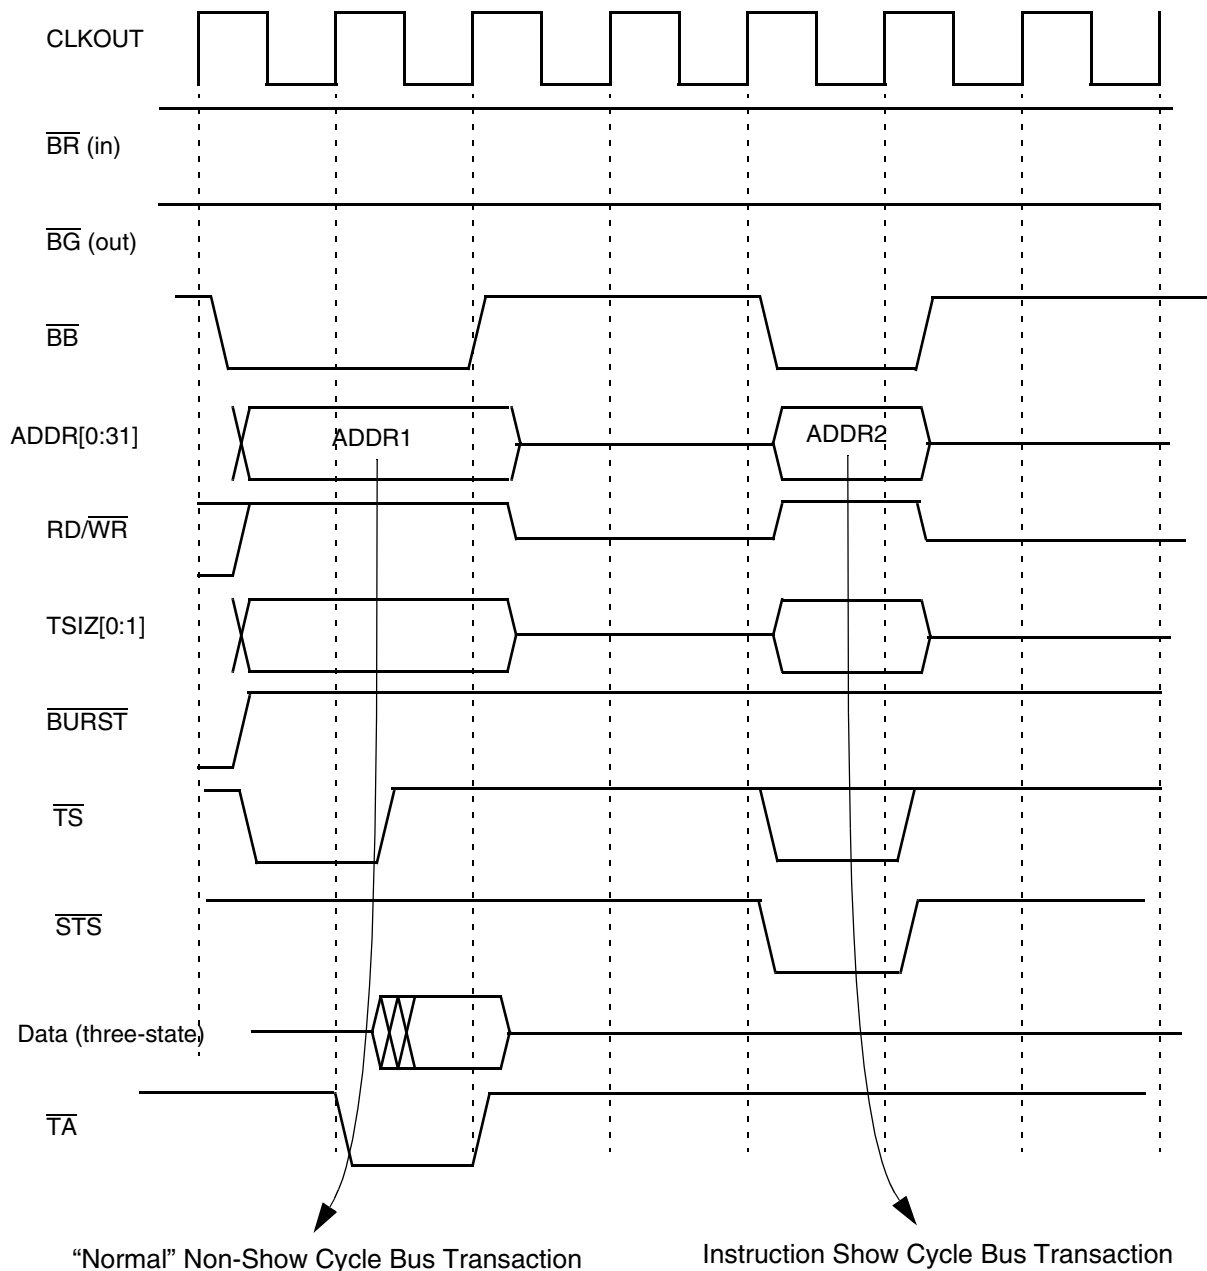 CLKOUT
BR (in)
BG (out)
BB
ADDR[0:31]
ADDR1
ADDR2
RD/WR
TSIZ[0:1]
BURST
TS
STS
Data (three-state)
TA
“Normal” Non-Show Cycle Bus Transaction
Instruction Show Cycle Bus Transaction